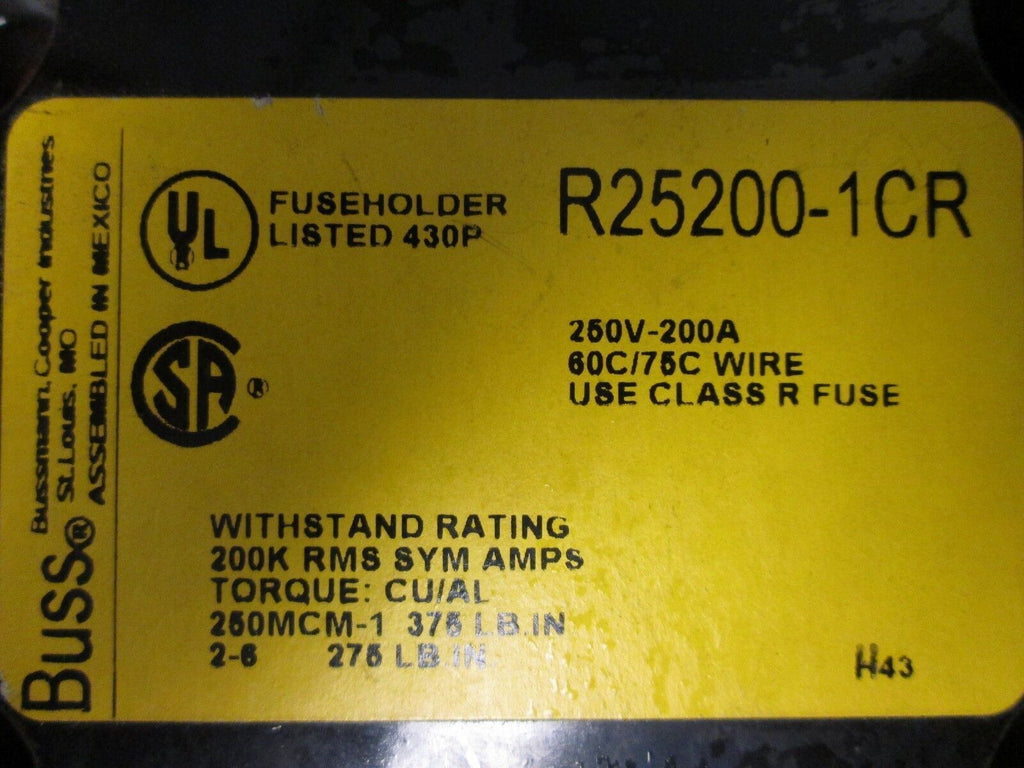 BUSS®
Bussmann, Cooper Industries
St. Louis, MO
ASSEMBLED IN MEXICO
UL ®
FUSEHOLDER
LISTED 430P
R25200-1CR
SA ®
250V-200A
60C/75C WIRE
USE CLASS R FUSE
WITHSTAND RATING
200K RMS SYM AMPS
TORQUE: CU/AL
250MCM-1 375 LB.IN
2-6 275 LB.IN.
H43